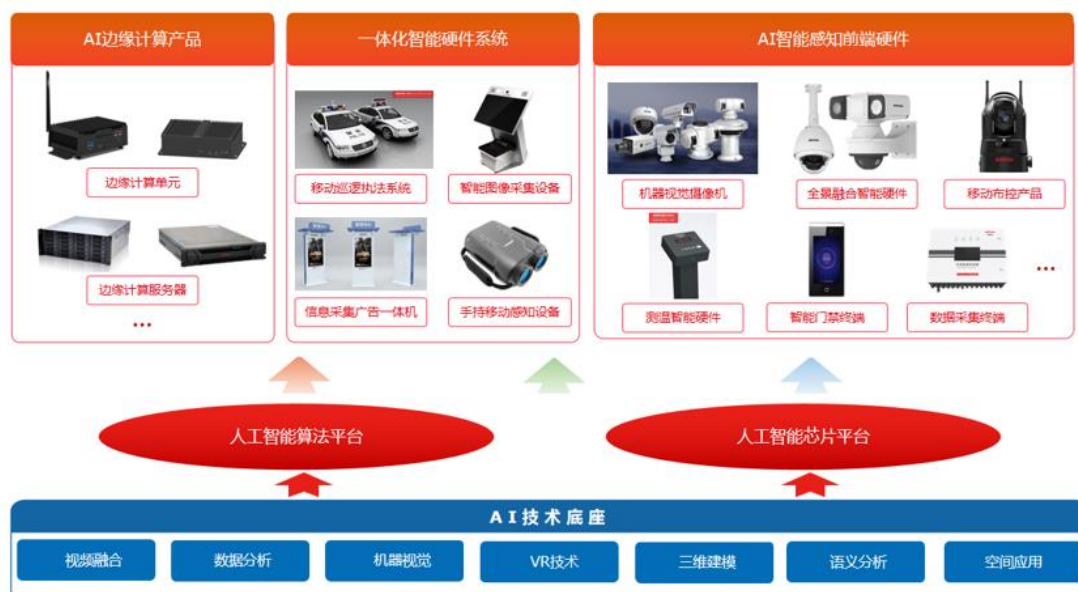 AI边缘计算产品
一体化智能硬件系统
AI智能感知前端硬件
边缘计算单元
移动巡逻执法系统
智能图像采集设备
机器视觉摄像机
全景融合智能硬件
移动布控产品
边缘计算服务器
信息采集广告一体机
手持移动感知设备
测温智能硬件
智能门禁终端
数据采集终端
...
...
人工智能算法平台
人工智能芯片平台
AI技术底座
视频融合
数据分析
机器视觉
VR技术
三维建模
语义分析
空间应用